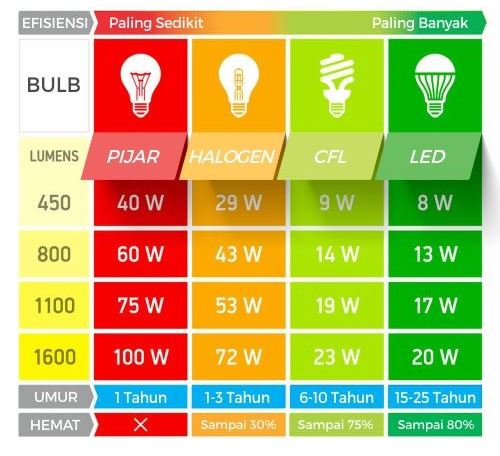 EFISIENSI Paling Sedikit Paling Banyak
BULB
LUMENS PIJAR HALOGEN CFL LED
450 40 W 29 W 9 W 8 W
800 60 W 43 W 14 W 13 W
1100 75 W 53 W 19 W 17 W
1600 100 W 72 W 23 W 20 W
UMUR 1 Tahun 1-3 Tahun 6-10 Tahun 15-25 Tahun
HEMAT Sampai 30% Sampai 75% Sampai 80%